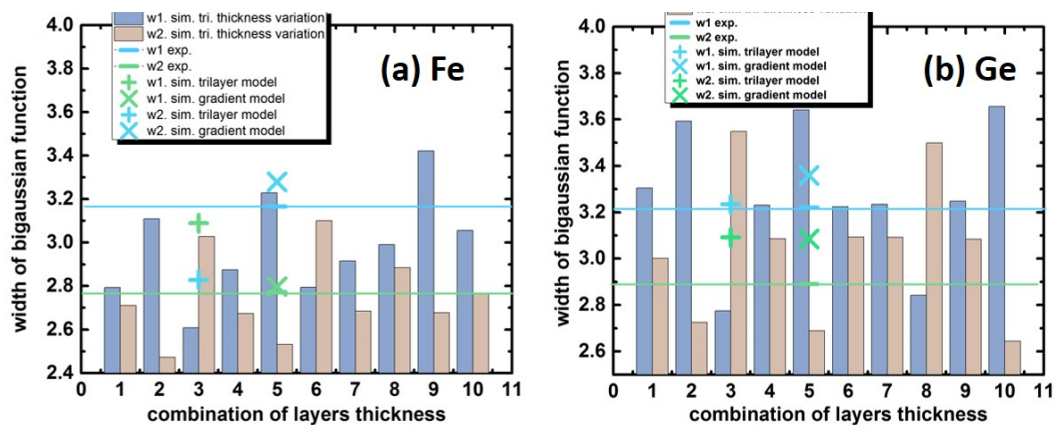 w1. sim. tri. thickness variation
w2. sim. tri. thickness variation
w1 exp.
w2 exp.
w1. sim. trilayer model
w1. sim. gradient model
w2. sim. trilayer model
w2. sim. gradient model
(a) Fe
width of bigaussian function
4.0
3.8
3.6
3.4
3.2
3.0
2.8
2.6
2.4
0 1 2 3 4 5 6 7 8 9 10 11
combination of layers thickness
w1 exp.
w2 exp.
w1. sim. trilayer model
w1. sim. gradient model
w2. sim. trilayer model
w2. sim. gradient model
(b) Ge
width of bigaussian function
4.0
3.8
3.6
3.4
3.2
3.0
2.8
2.6
0 1 2 3 4 5 6 7 8 9 10 11
combination of layers thickness